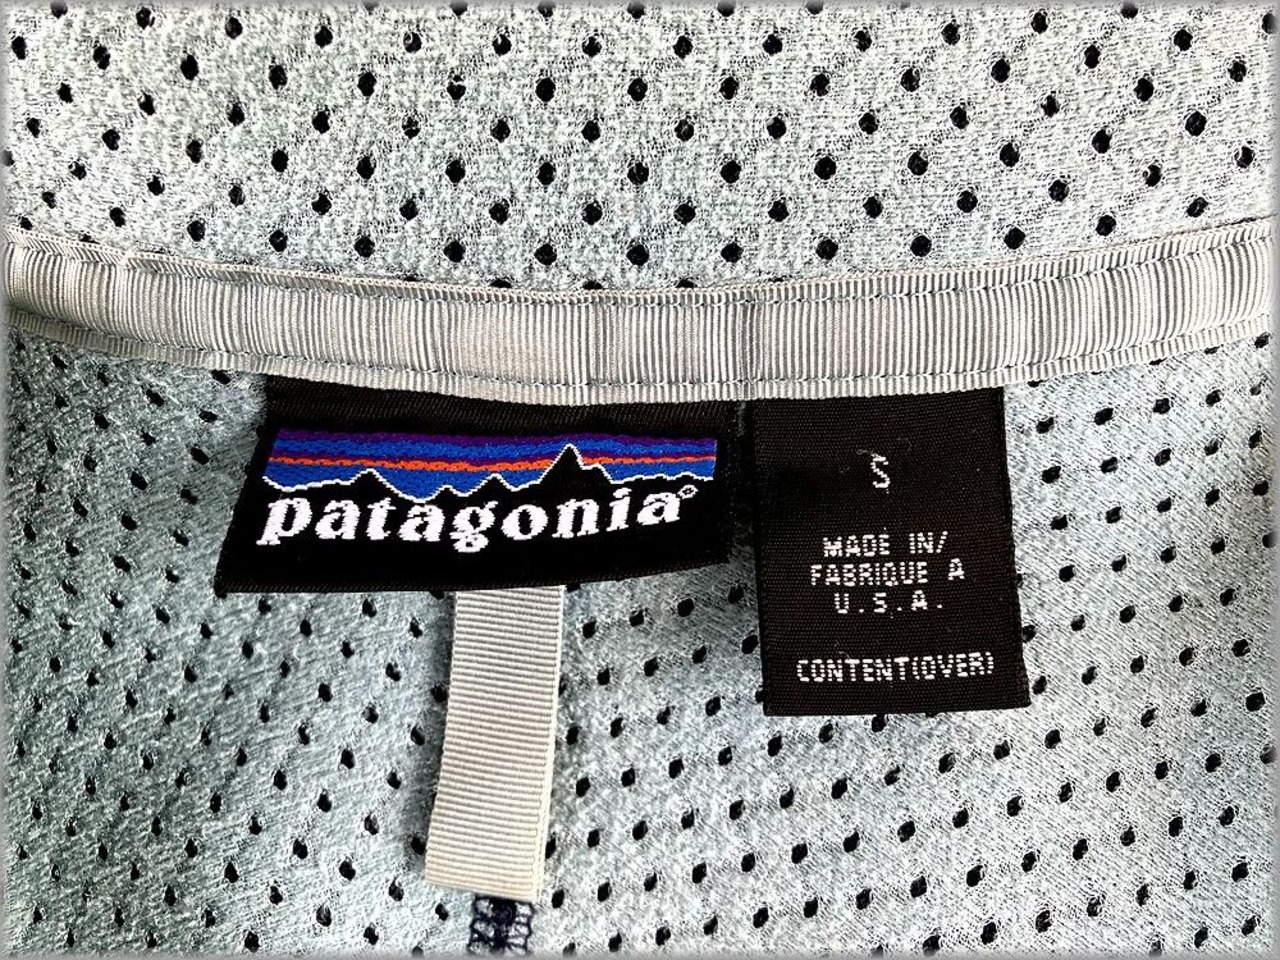 patagonia®
S
MADE IN/
FABRIQUE A
U.S.A.
CONTENT(OVER)